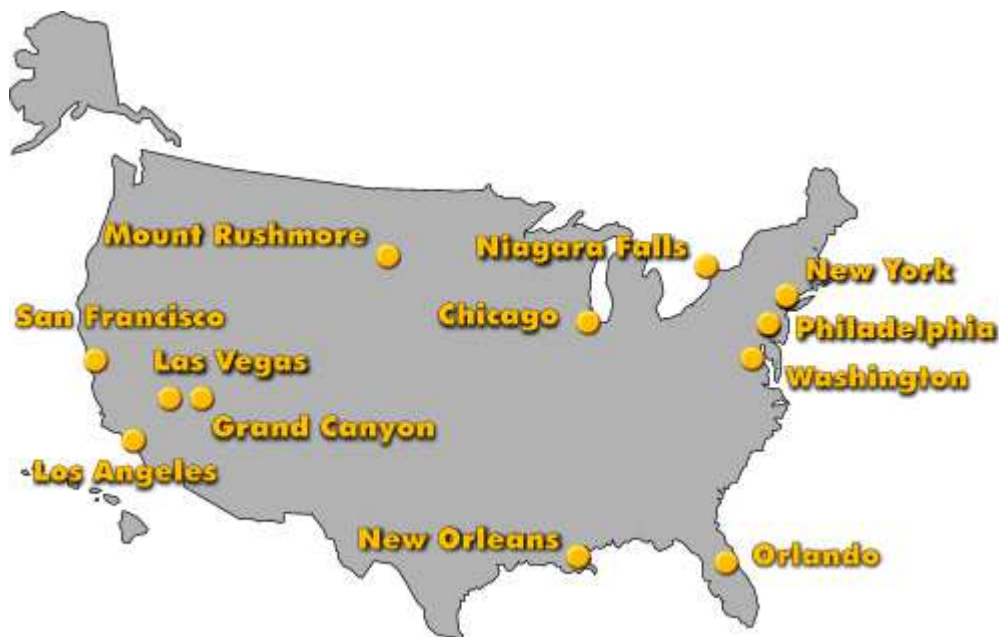 Mount Rushmore
Niagara Falls
New York
San Francisco
Chicago
Philadelphia
Las Vegas
Washington
Grand Canyon
Los Angeles
New Orleans
Orlando